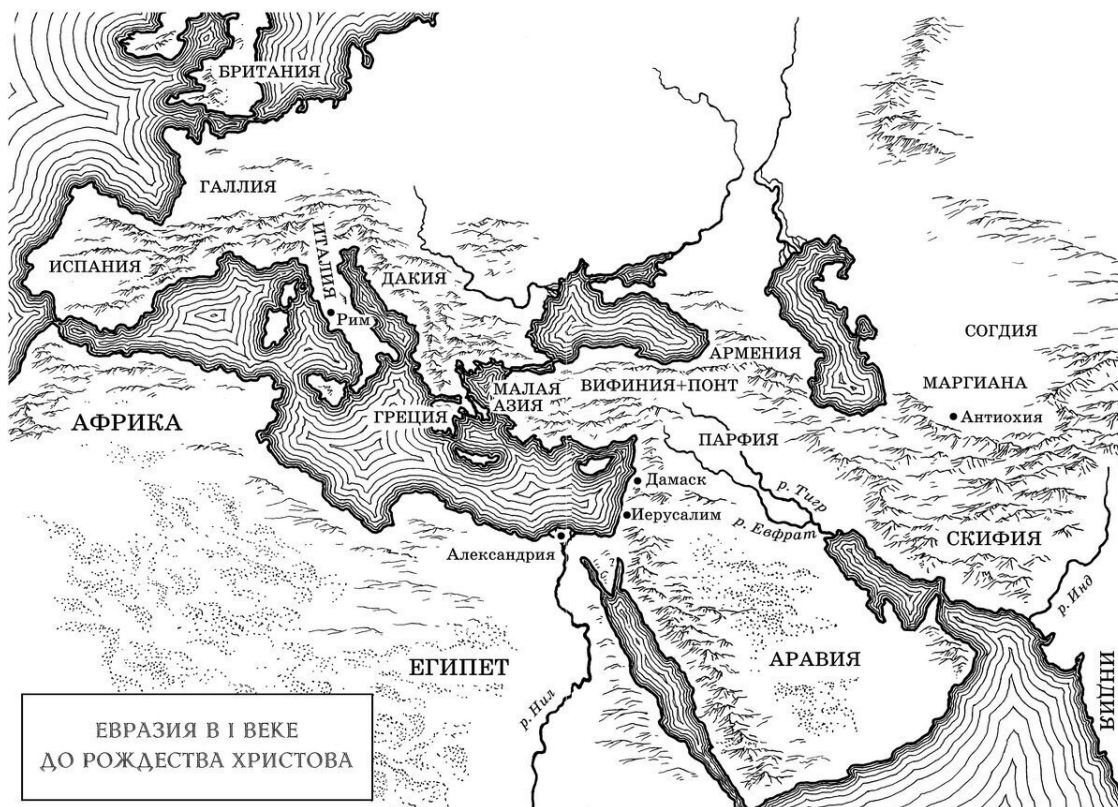 БРИТАНИЯ
ГАЛЛИЯ
ИСПАНИЯ
ИТАЛИЯ
ДАКИЯ
Рим
СОГДИЯ
АРМЕНИЯ
МАЛАЯ
АЗИЯ
ВИФИНИЯ+ПОНТ
МАРГИАНА
АФРИКА
ГРЕЦИЯ
Антиохия
ПАРФИЯ
Дамаск
р. Тигр
Иерусалим
р. Евфрат
СКИФИЯ
Александрия
р. Инд
ЕГИПЕТ
АРАВИЯ
р. Нил
ИНДИЯ
ЕВРАЗИЯ В I ВЕКЕ
ДО РОЖДЕСТВА ХРИСТОВА